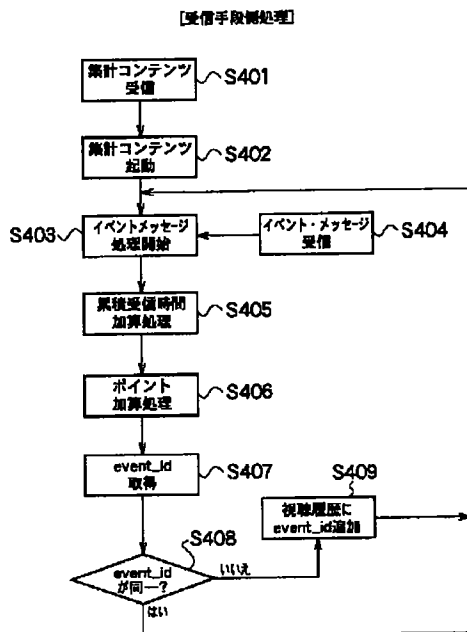 [受信手段側処理]
集計コンテンツ
受信
S401
集計コンテンツ
起動
S402
S403
イベントメッセージ
処理開始
イベント・メッセージ
受信
S404
累積受信時間
加算処理
S405
ポイント
加算処理
S406
event_id
取得
S407
S409
視聴履歴に
event_id追加
S408
event_id
が同一?
いいえ
はい